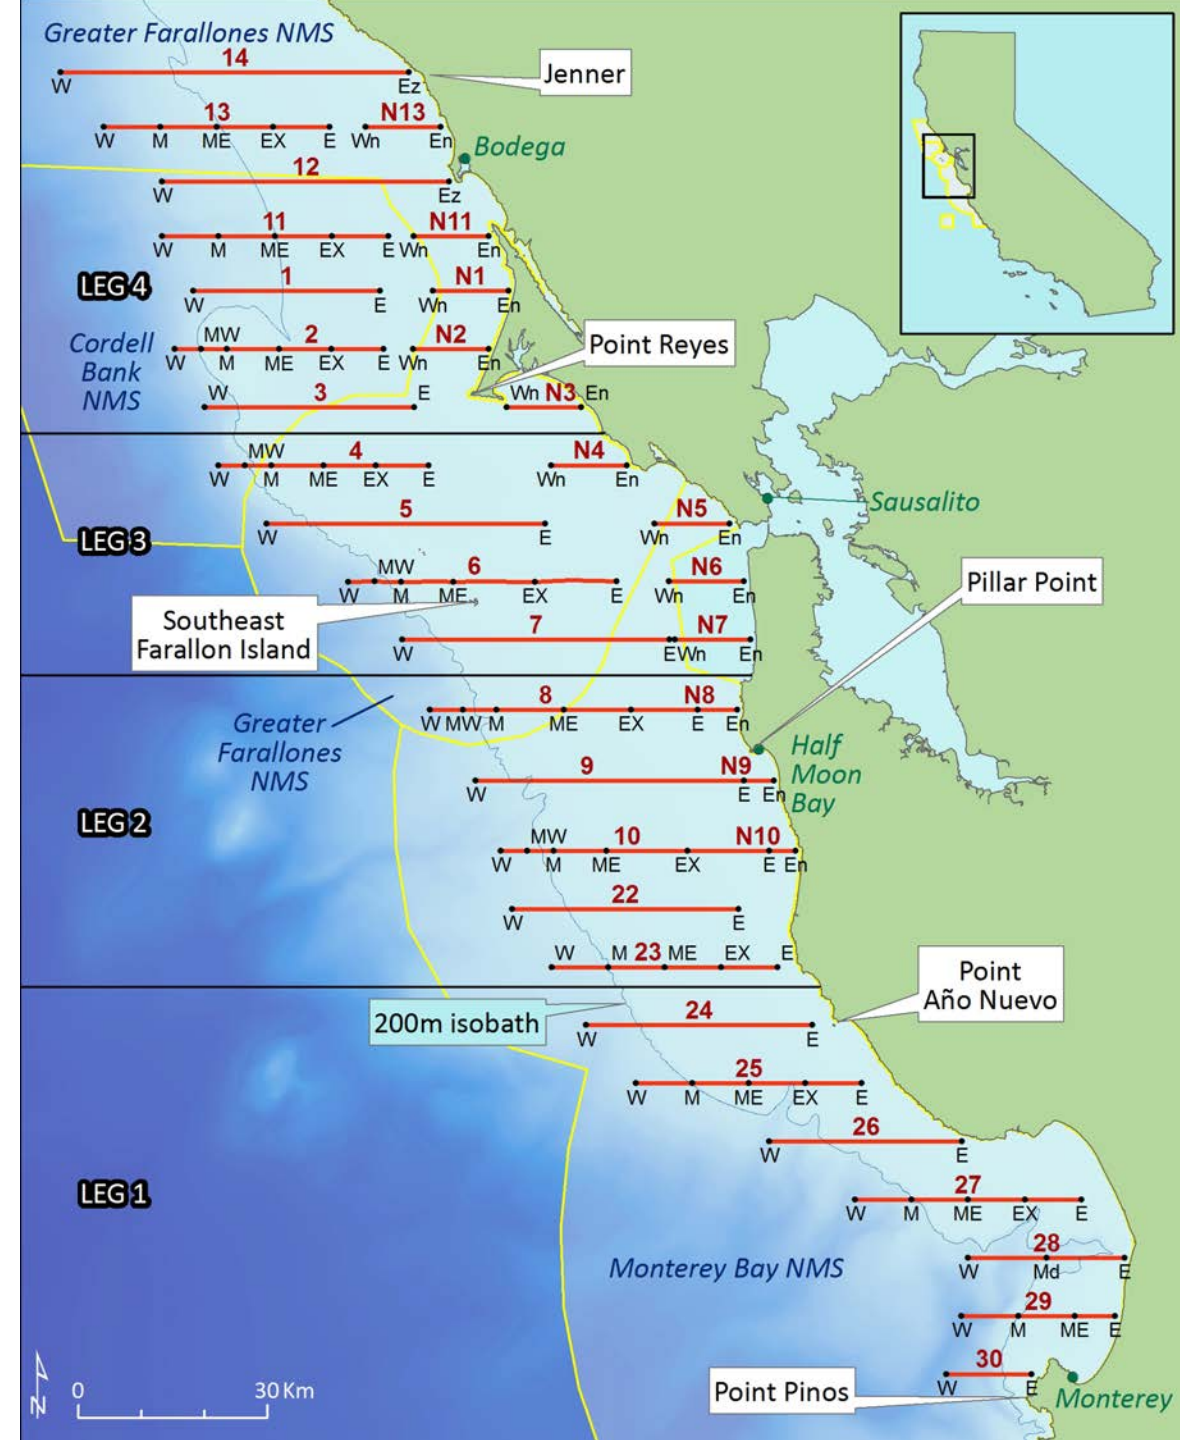 Greater Farallones NMS
14
W Ez
Jenner
13 N13
W M ME EX E Wn En
Bodega
12
W Ez
11 N11
W M ME EX E Wn En
LEG 4
1 N1
W E Wn En
Cordell
Bank
NMS
MW 2 N2
W M ME EX E Wn En
Point Reyes
W 3 E Wn N3 En
MW 4 N4
W M ME EX E Wn En
Sausalito
5 N5
W E Wn En
LEG 3
MW 6 N6
W M ME EX E Wn En
Pillar Point
Southeast
Farallon Island
7 N7
W E Wn En
8 N8
W MW M ME EX E En
Greater
Farallones
NMS
Half
Moon
Bay
9 N9
W E En
LEG 2
MW 10 N10
W M ME EX E En
22
W E
W M 23 ME EX E
Point
Año Nuevo
200m isobath
24
W E
25
W M ME EX E
26
W E
LEG 1
27
W M ME EX E
28
W Md E
Monterey Bay NMS
29
W M ME E
30
W E
Point Pinos
Monterey
N
0 30 Km